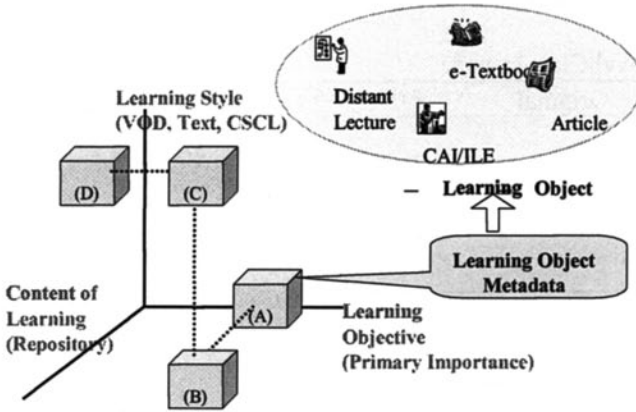 e-Textboo
Distant
Lecture
Article
CAI/ILE
Learning Style
(VOD, Text, CSCL)
– Learning Object
Learning Object
Metadata
(D)
(C)
(A)
(B)
Content of
Learning
(Repository)
Learning
Objective
(Primary Importance)